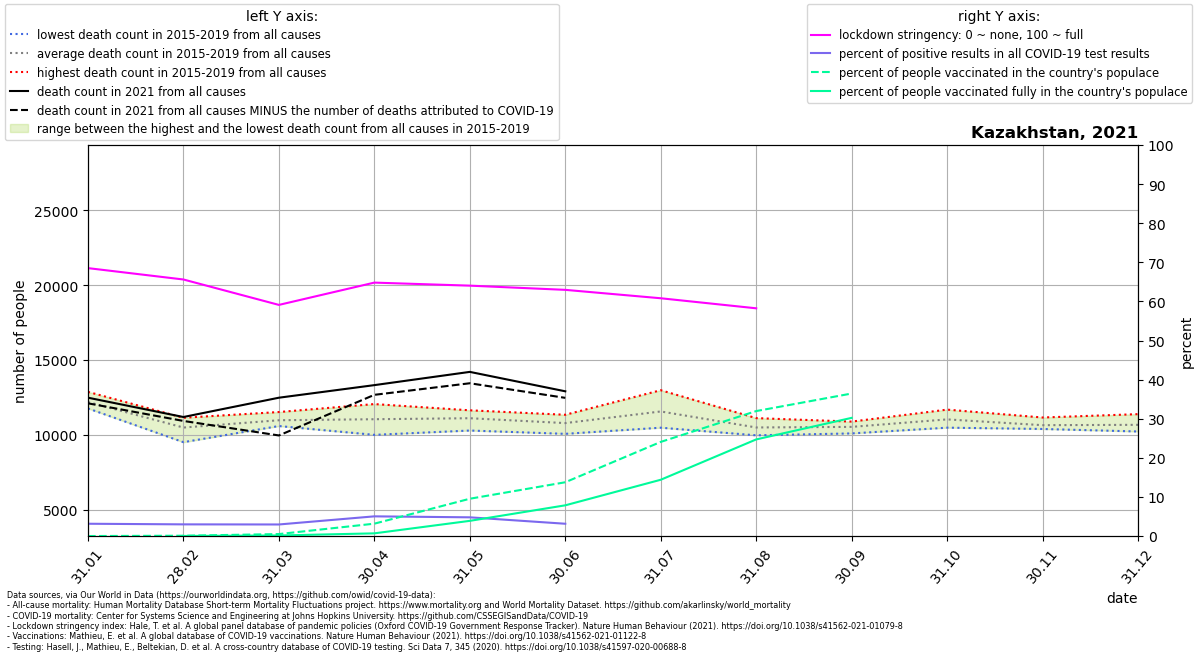 left Y axis:
lowest death count in 2015-2019 from all causes
average death count in 2015-2019 from all causes
highest death count in 2015-2019 from all causes
death count in 2021 from all causes
death count in 2021 from all causes MINUS the number of deaths attributed to COVID-19
range between the highest and the lowest death count from all causes in 2015-2019
right Y axis:
lockdown stringency: 0 ~ none, 100 ~ full
percent of positive results in all COVID-19 test results
percent of people vaccinated in the country's populace
percent of people vaccinated fully in the country's populace
Kazakhstan, 2021
number of people
25000
20000
15000
10000
5000
100
90
80
70
60
50
40
30
20
10
0
percent
31.01
28.02
31.03
30.04
31.05
30.06
31.07
31.08
30.09
31.10
30.11
31.12
date
Data sources, via Our World in Data (https://ourworldindata.org, https://github.com/owid/covid-19-data):
- All-cause mortality: Human Mortality Database Short-term Mortality Fluctuations project. https://www.mortality.org and World Mortality Dataset. https://github.com/akarlinsky/world_mortality
- COVID-19 mortality: Center for Systems Science and Engineering at Johns Hopkins University. https://github.com/CSSEGISandData/COVID-19
- Lockdown stringency index: Hale, T. et al. A global panel database of pandemic policies (Oxford COVID-19 Government Response Tracker). Nature Human Behaviour (2021). https://doi.org/10.1038/s41562-021-01079-8
- Vaccinations: Mathieu, E. et al. A global database of COVID-19 vaccinations. Nature Human Behaviour (2021). https://doi.org/10.1038/s41562-021-01122-8
- Testing: Hasell, J., Mathieu, E., Beltekian, D. et al. A cross-country database of COVID-19 testing. Sci Data 7, 345 (2020). https://doi.org/10.1038/s41597-020-00688-8